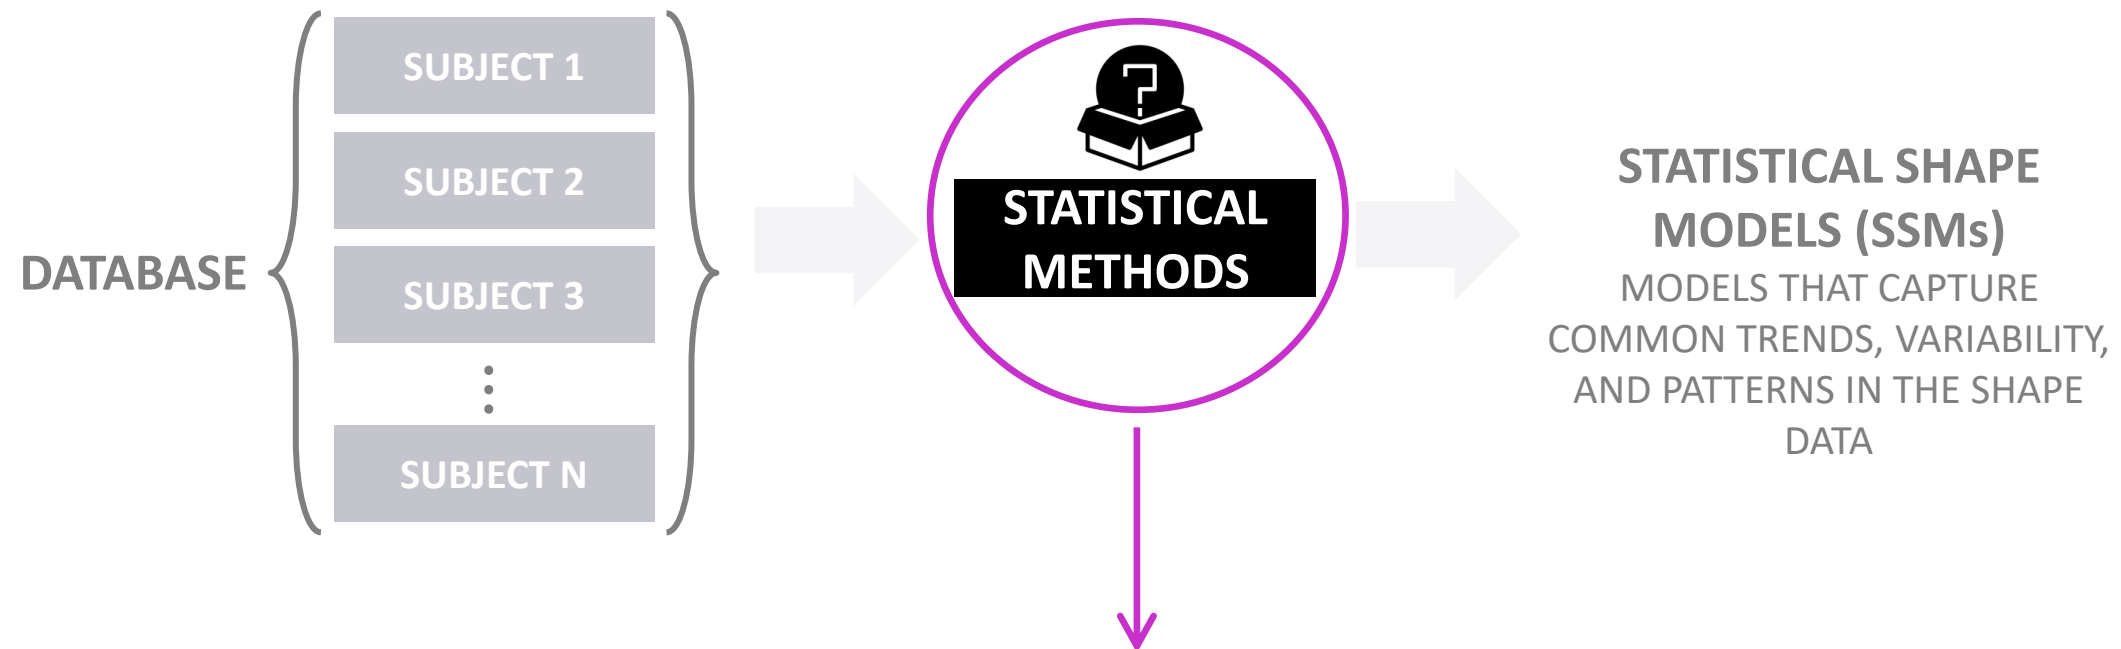 DATABASE
SUBJECT 1
SUBJECT 2
SUBJECT 3
SUBJECT N
?
STATISTICAL
METHODS
STATISTICAL SHAPE
MODELS (SSMs)
MODELS THAT CAPTURE
COMMON TRENDS, VARIABILITY,
AND PATTERNS IN THE SHAPE
DATA